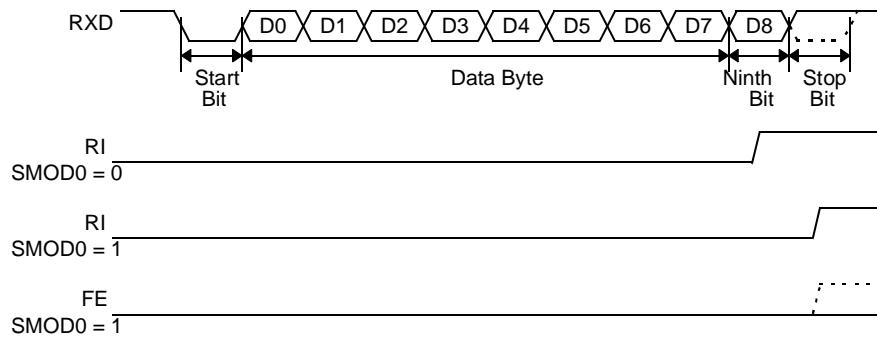 RXD D0 D1 D2 D3 D4 D5 D6 D7 D8
Start Bit
Data Byte
Ninth Bit
Stop Bit
RI
SMOD0 = 0
RI
SMOD0 = 1
FE
SMOD0 = 1